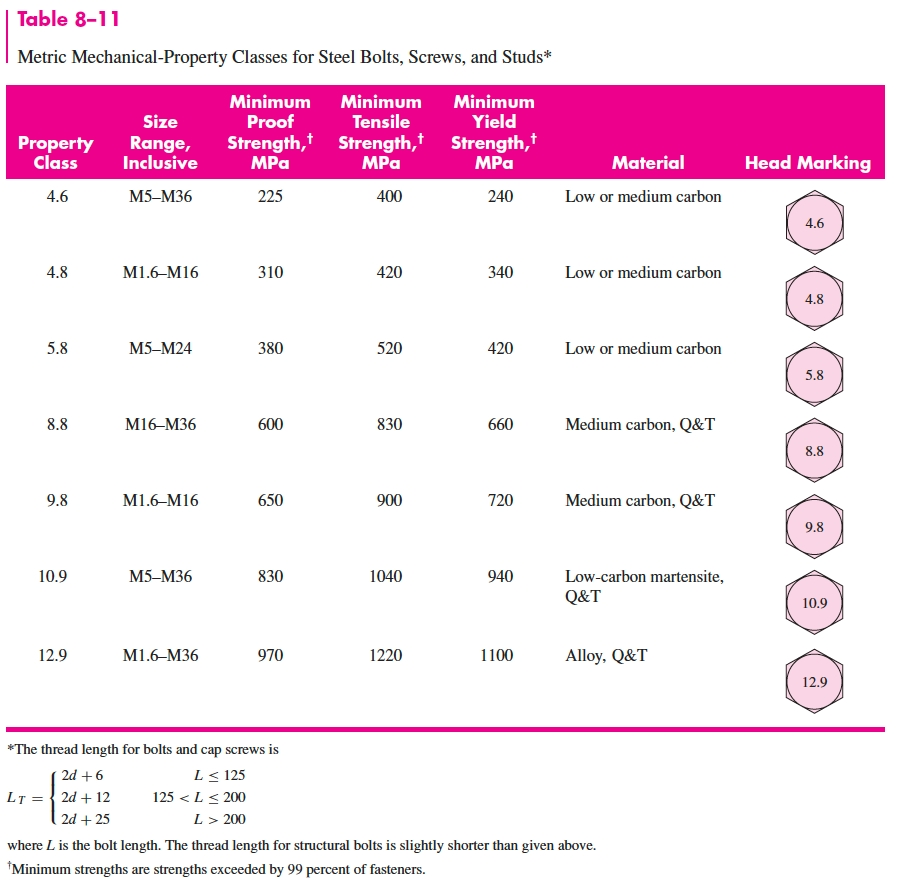 Table 8–11
Metric Mechanical-Property Classes for Steel Bolts, Screws, and Studs*
Property Class Size Range, Inclusive Minimum Proof Strength,† MPa Minimum Tensile Strength,† MPa Minimum Yield Strength,† MPa Material Head Marking
4.6 M5–M36 225 400 240 Low or medium carbon 4.6
4.8 M1.6–M16 310 420 340 Low or medium carbon 4.8
5.8 M5–M24 380 520 420 Low or medium carbon 5.8
8.8 M16–M36 600 830 660 Medium carbon, Q&T 8.8
9.8 M1.6–M16 650 900 720 Medium carbon, Q&T 9.8
10.9 M5–M36 830 1040 940 Low-carbon martensite, Q&T 10.9
12.9 M1.6–M36 970 1220 1100 Alloy, Q&T 12.9
*The thread length for bolts and cap screws is
2d + 6 L ≤ 125
LT = { 2d + 12 125 < L ≤ 200
2d + 25 L > 200
where L is the bolt length. The thread length for structural bolts is slightly shorter than given above.
†Minimum strengths are strengths exceeded by 99 percent of fasteners.